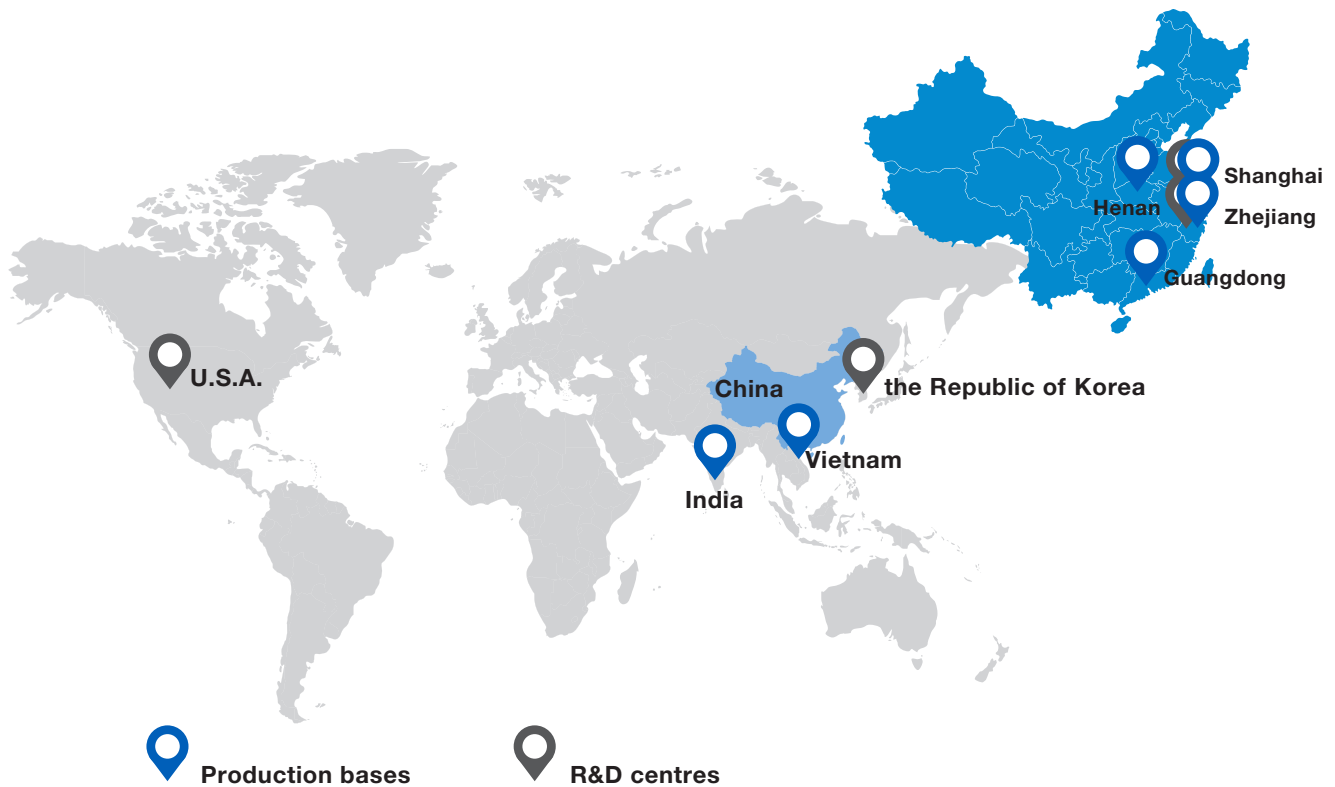 Shanghai
Henan
Zhejiang
Guangdong
U.S.A.
China
the Republic of Korea
Vietnam
India
Production bases
R&D centres